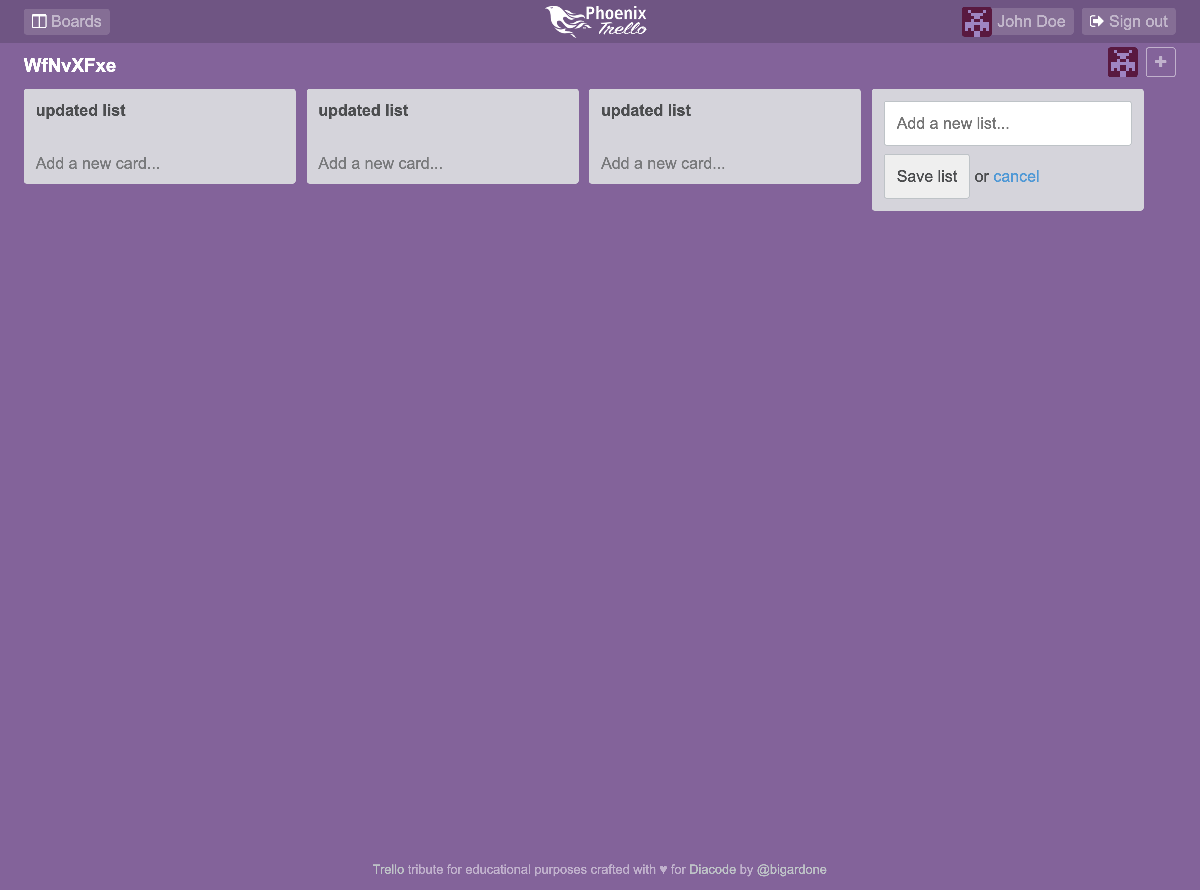 Boards
Phoenix
Trello
John Doe
Sign out
WfNvXFxe
+
updated list
Add a new card...
updated list
Add a new card...
updated list
Add a new card...
Add a new list...
Save list or cancel
Trello tribute for educational purposes crafted with ♥ for Diacode by @bigardone